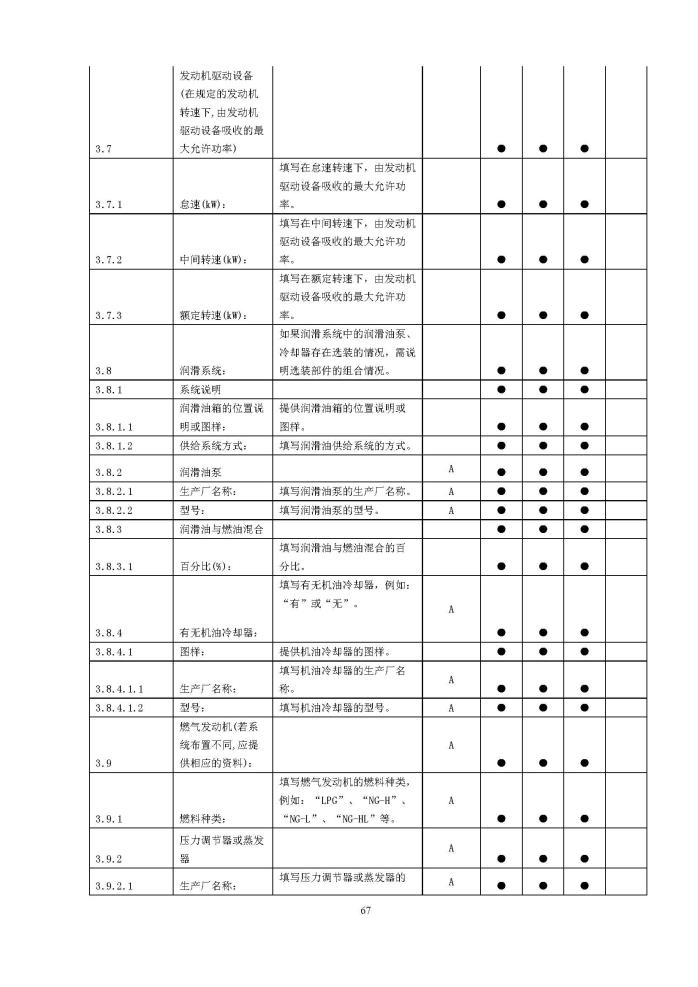 发动机驱动设备
(在规定的发动机
转速下,由发动机
驱动设备吸收的最
3.7 大允许功率) ● ● ●
填写在怠速转速下，由发动机
驱动设备吸收的最大允许功
3.7.1 怠速(kW)： 率。 ● ● ●
填写在中间转速下，由发动机
驱动设备吸收的最大允许功
3.7.2 中间转速(kW)： 率。 ● ● ●
填写在额定转速下，由发动机
驱动设备吸收的最大允许功
3.7.3 额定转速(kW)： 率。 ● ● ●
如果润滑系统中的润滑油泵、
冷却器存在选装的情况，需说
3.8 润滑系统： 明选装部件的组合情况。 ● ● ●
3.8.1 系统说明 ● ● ●
润滑油箱的位置说 提供润滑油箱的位置说明或
3.8.1.1 明或图样： 图样。 ● ● ●
3.8.1.2 供给系统方式： 填写润滑油供给系统的方式。 ● ● ●
3.8.2 润滑油泵 A ● ● ●
3.8.2.1 生产厂名称： 填写润滑油泵的生产厂名称。 A ● ● ●
3.8.2.2 型号： 填写润滑油泵的型号。 A ● ● ●
3.8.3 润滑油与燃油混合 ● ● ●
填写润滑油与燃油混合的百
3.8.3.1 百分比(%)： 分比。 ● ● ●
填写有无机油冷却器，例如：
“有”或“无”。
A
3.8.4 有无机油冷却器： ● ● ●
3.8.4.1 图样： 提供机油冷却器的图样。 ● ● ●
填写机油冷却器的生产厂名
3.8.4.1.1 生产厂名称： 称。 A ● ● ●
3.8.4.1.2 型号： 填写机油冷却器的型号。 A ● ● ●
燃气发动机(若系
统布置不同,应提 A
3.9 供相应的资料)： ● ● ●
填写燃气发动机的燃料种类，
例如：“LPG”、“NG-H”、 A
3.9.1 燃料种类： “NG-L”、“NG-HL”等。 ● ● ●
压力调节器或蒸发
3.9.2 器 A ● ● ●
填写压力调节器或蒸发器的
3.9.2.1 生产厂名称： A ● ● ●
67